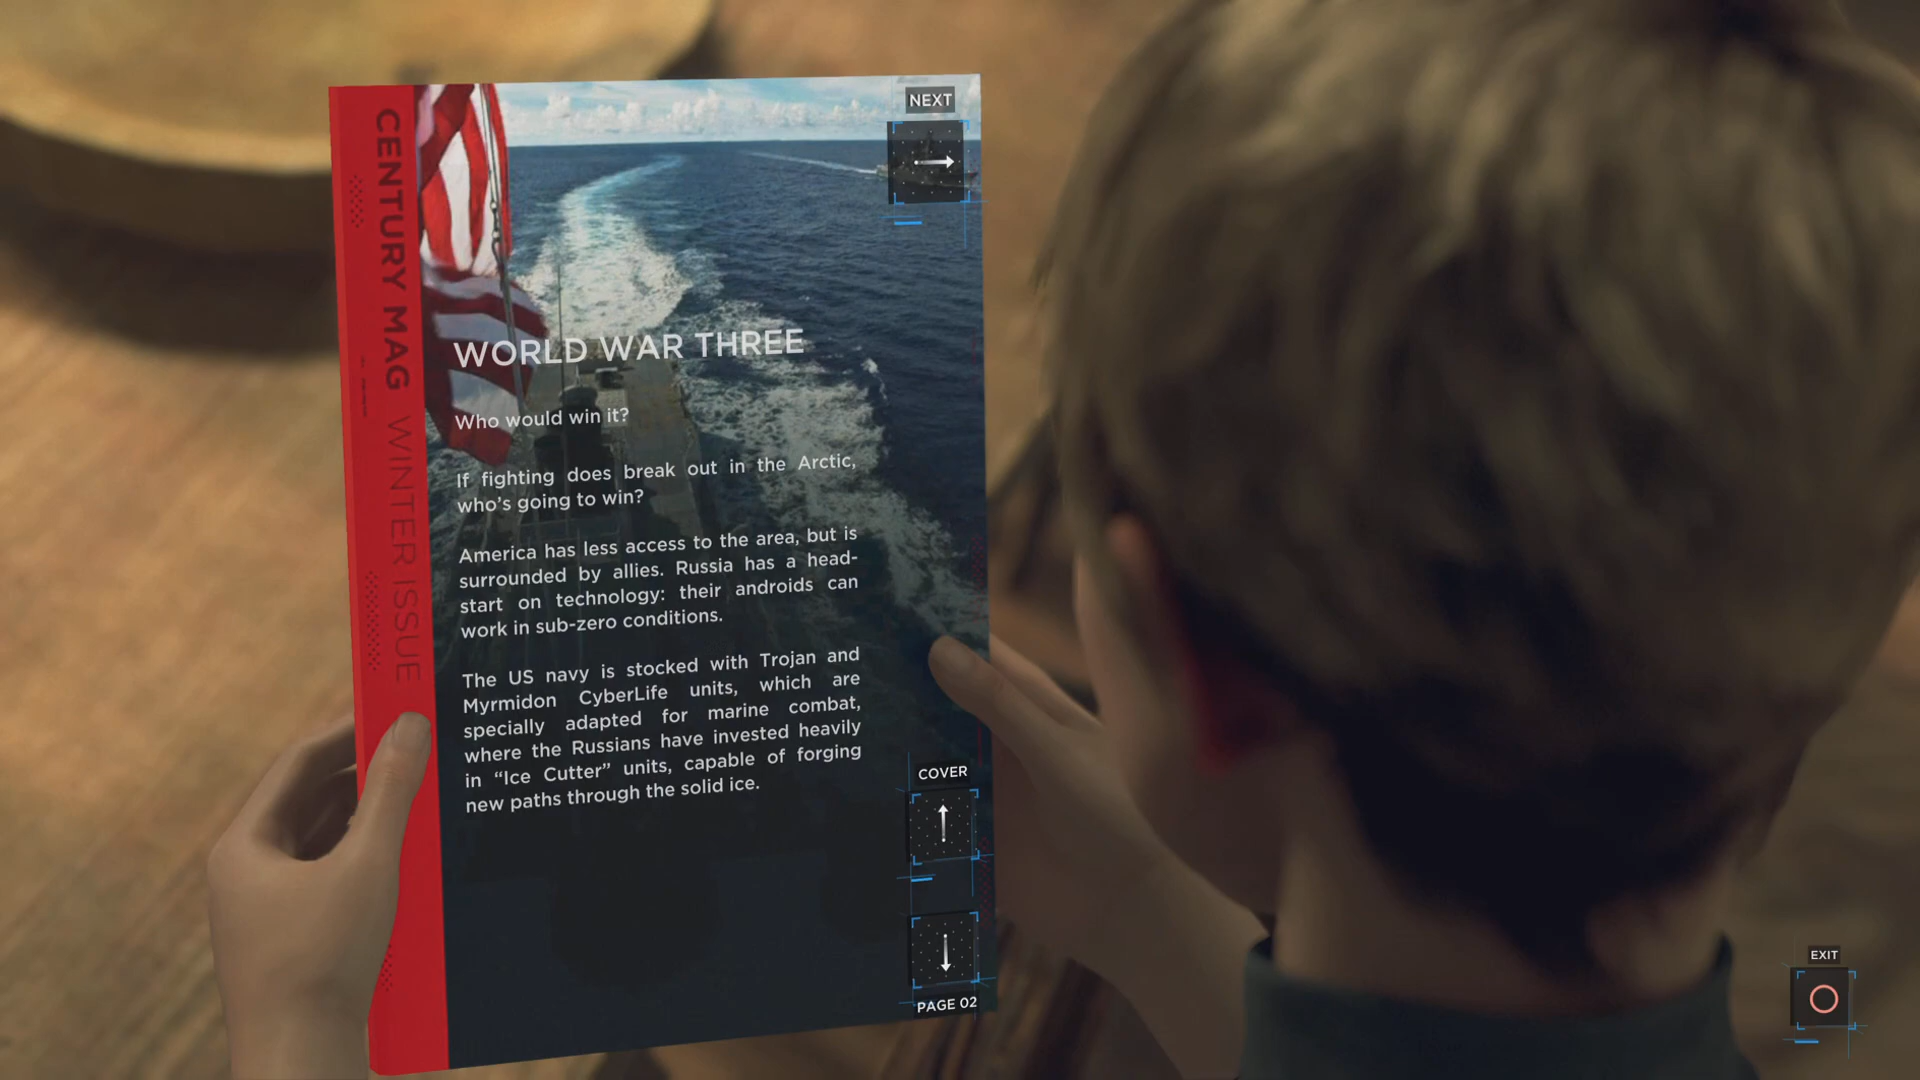 CENTURY MAG WINTER ISSUE
NEXT
WORLD WAR THREE
Who would win it?
If fighting does break out in the Arctic,
who's going to win?
America has less access to the area, but is
surrounded by allies. Russia has a head-
start on technology: their androids can
work in sub-zero conditions.
The US navy is stocked with Trojan and
Myrmidon CyberLife units, which are
specially adapted for marine combat,
where the Russians have invested heavily
in “Ice Cutter” units, capable of forging
new paths through the solid ice.
COVER
PAGE 02
EXIT